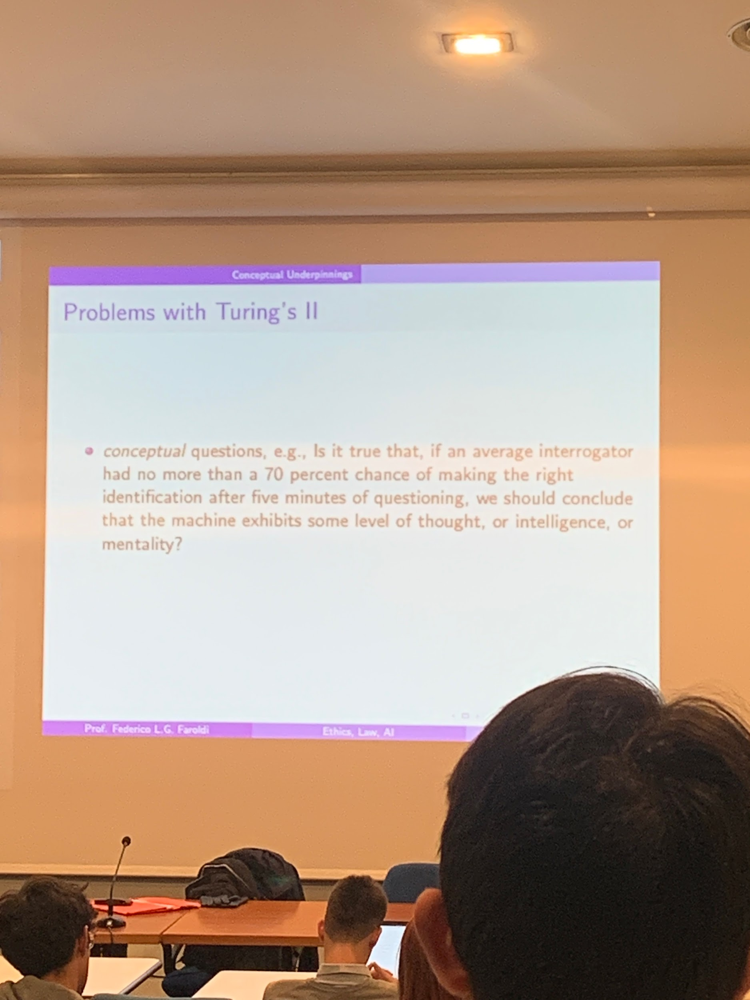 Conceptual Underpinnings
Problems with Turing's II
conceptual questions, e.g., Is it true that, if an average interrogator
had no more than a 70 percent chance of making the right
identification after five minutes of questioning, we should conclude
that the machine exhibits some level of thought, or intelligence, or
mentality?
Prof. Federico L.G. Faroldi
Ethics, Law, AI